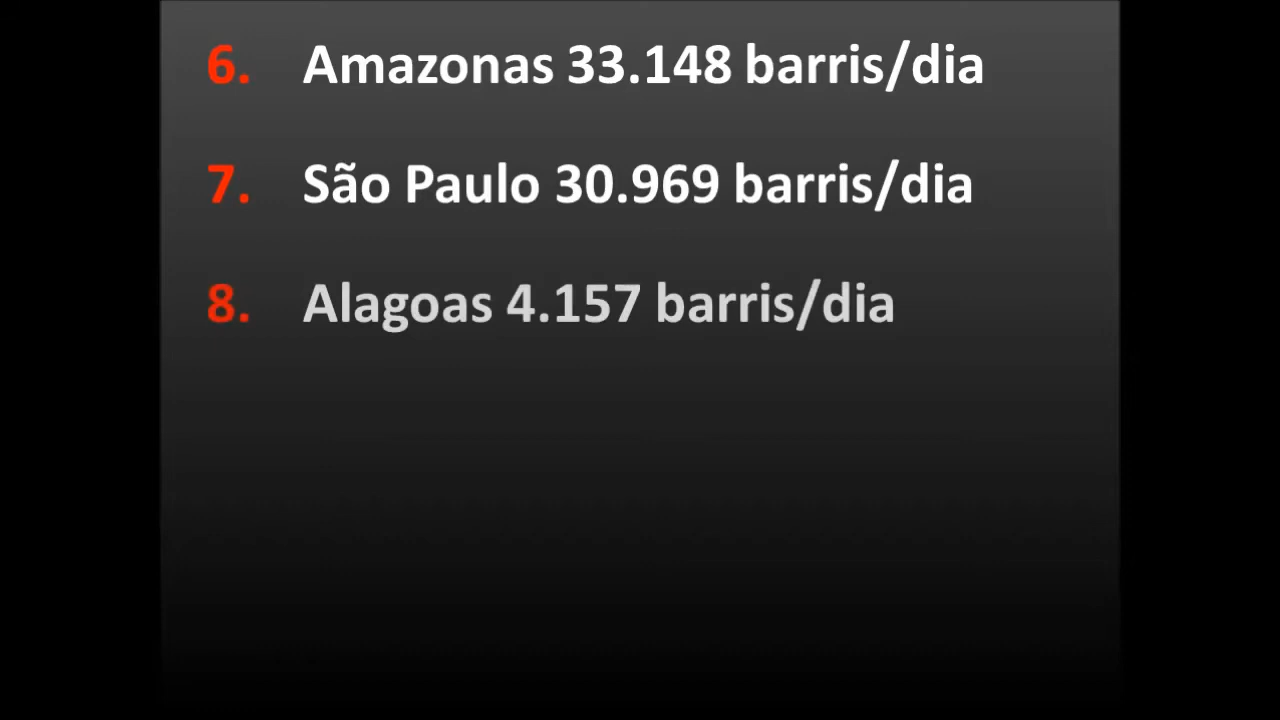 6. Amazonas 33.148 barris/dia
7. São Paulo 30.969 barris/dia
8. Alagoas 4.157 barris/dia